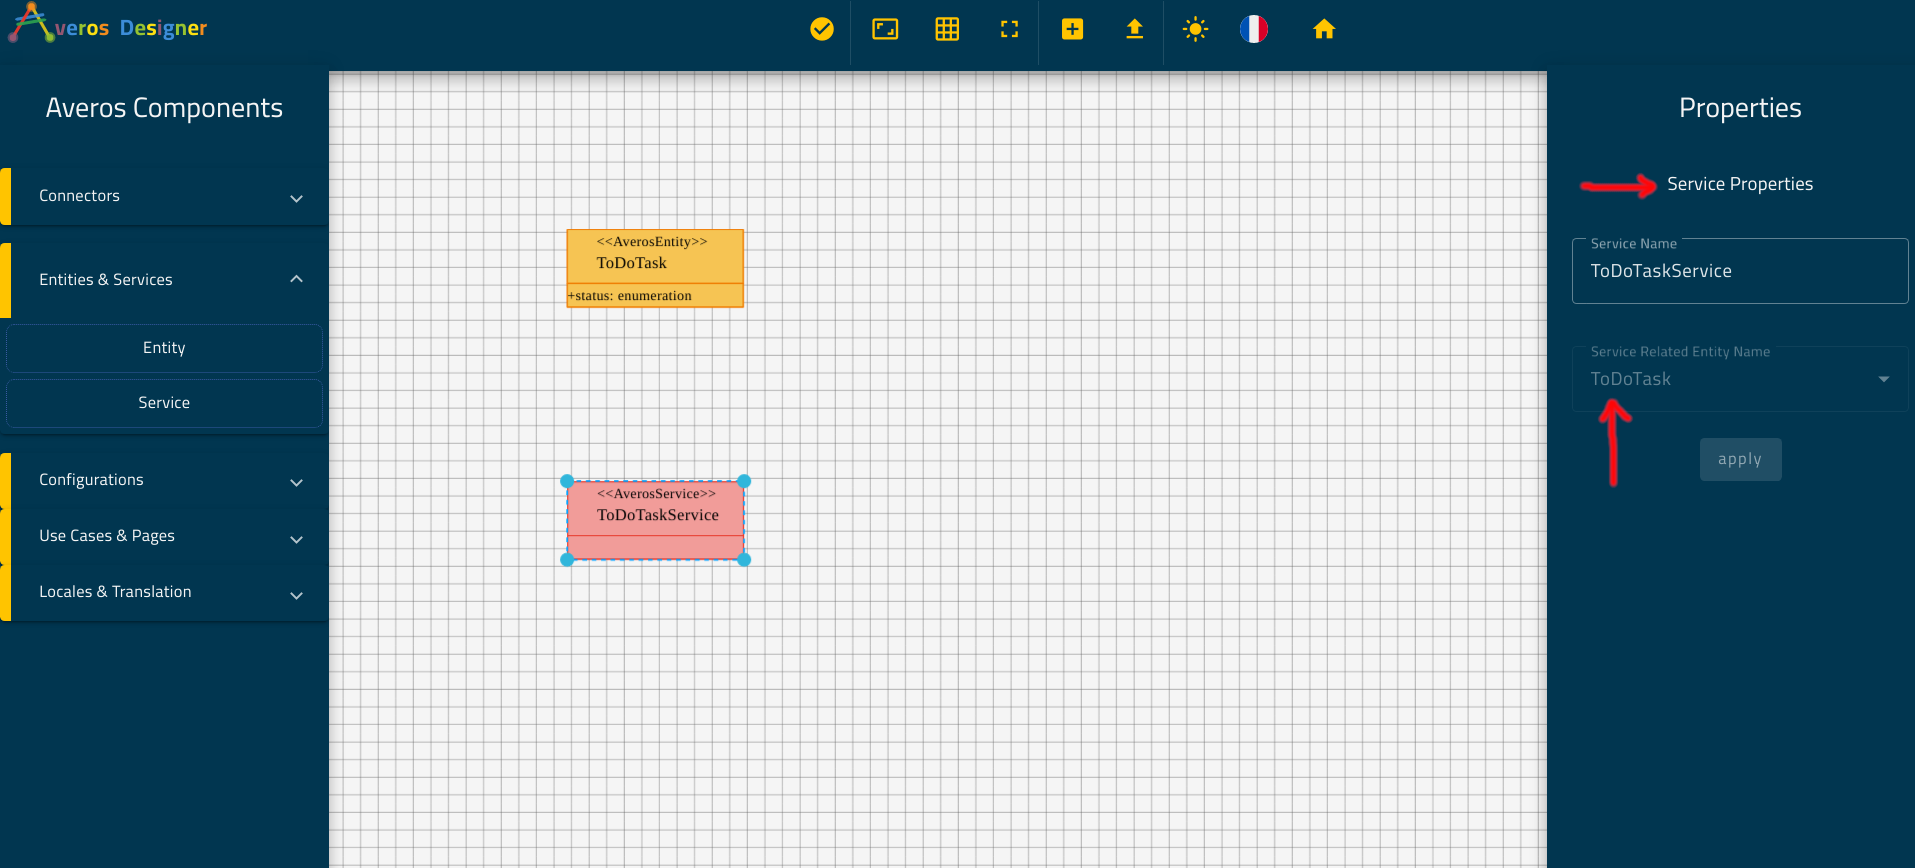 Averos Designer
Averos Components
Connectors
Entities & Services
Entity
Service
Configurations
Use Cases & Pages
Locales & Translation
<<AverosEntity>>
ToDoTask
+status: enumeration
<<AverosService>>
ToDoTaskService
Properties
Service Properties
Service Name
ToDoTaskService
Service Related Entity Name
ToDoTask
apply